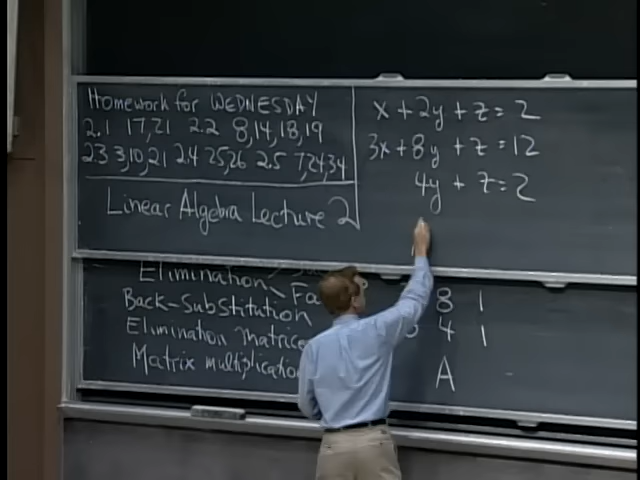 Homework for WEDNESDAY
2.1 17,21 2.2 8,14,18,19
2.3 3,10,21 2.4 25,26 2.5 7,24,34
Linear Algebra Lecture 2
x + 2y + z = 2
3x + 8y + z = 12
4y + z = 2
Elimination
Back-Substitution
Elimination matrices
Matrix multiplication
8 1
4 1
A